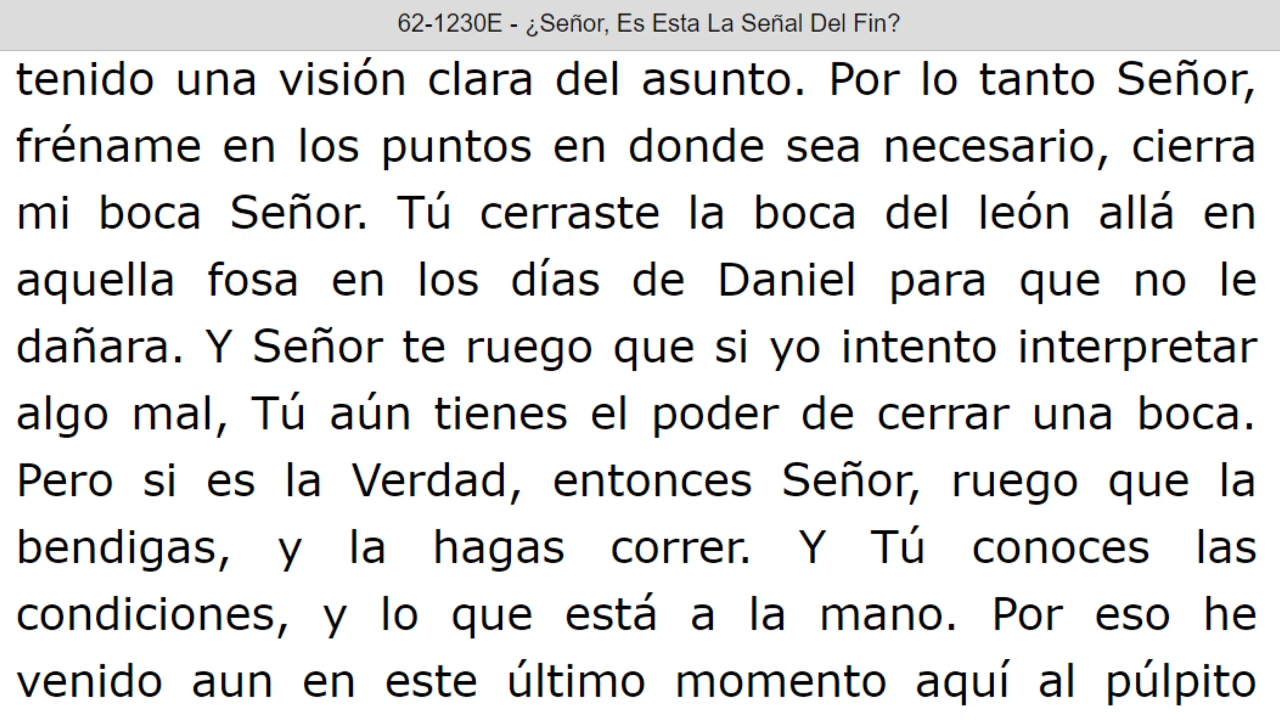 62-1230E - ¿Señor, Es Esta La Señal Del Fin?
tenido una visión clara del asunto. Por lo tanto Señor,
fréname en los puntos en donde sea necesario, cierra
mi boca Señor. Tú cerraste la boca del león allá en
aquella fosa en los días de Daniel para que no le
dañara. Y Señor te ruego que si yo intento interpretar
algo mal, Tú aún tienes el poder de cerrar una boca.
Pero si es la Verdad, entonces Señor, ruego que la
bendigas, y la hagas correr. Y Tú conoces las
condiciones, y lo que está a la mano. Por eso he
venido aun en este último momento aquí al púlpito